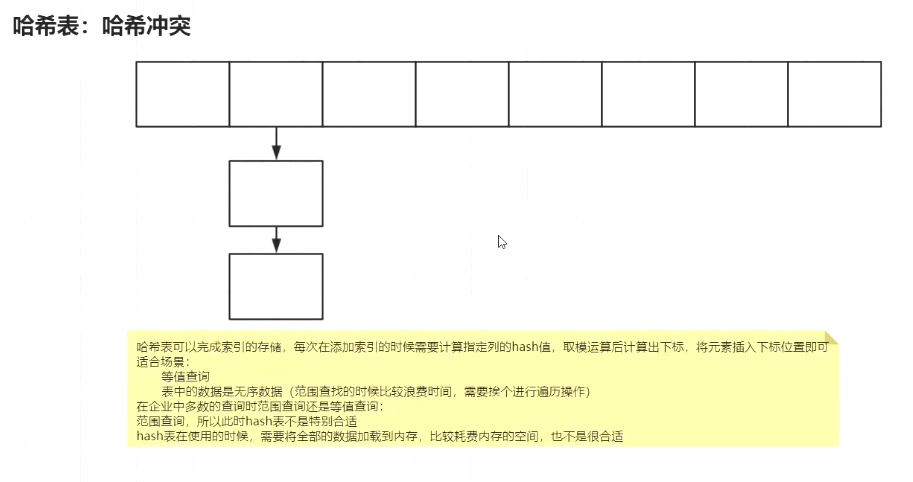 哈希表：哈希冲突
哈希表可以完成索引的存储，每次在添加索引的时候需要计算指定列的hash值，取模运算后计算出下标，将元素插入下标位置即可
适合场景：
等值查询
表中的数据是无序数据（范围查找的时候比较浪费时间，需要挨个进行遍历操作）
在企业中多数的查询时范围查询还是等值查询；
范围查询，所以此时hash表不是特别合适
hash表在使用的时候，需要将全部的数据加载到内存，比较耗费内存的空间，也不是很合适